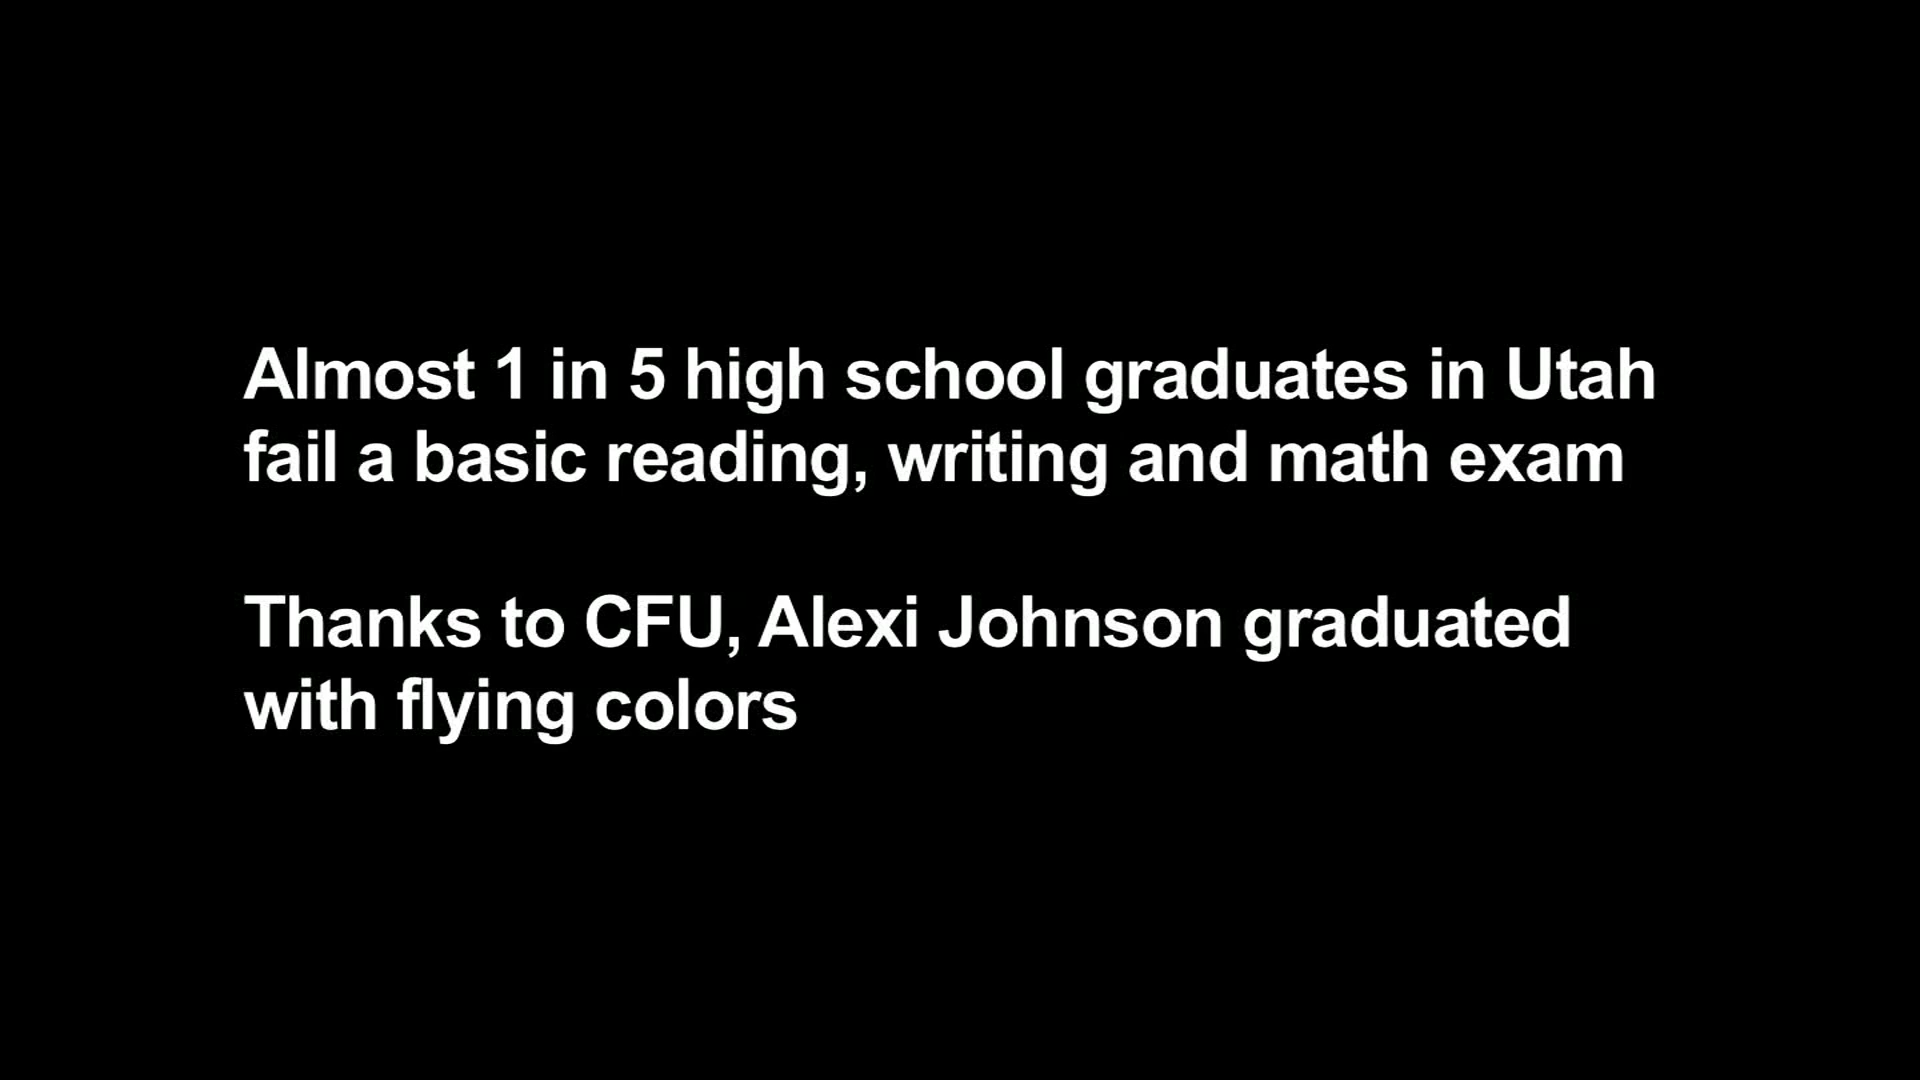 Almost 1 in 5 high school graduates in Utah
fail a basic reading, writing and math exam
Thanks to CFU, Alexi Johnson graduated
with flying colors